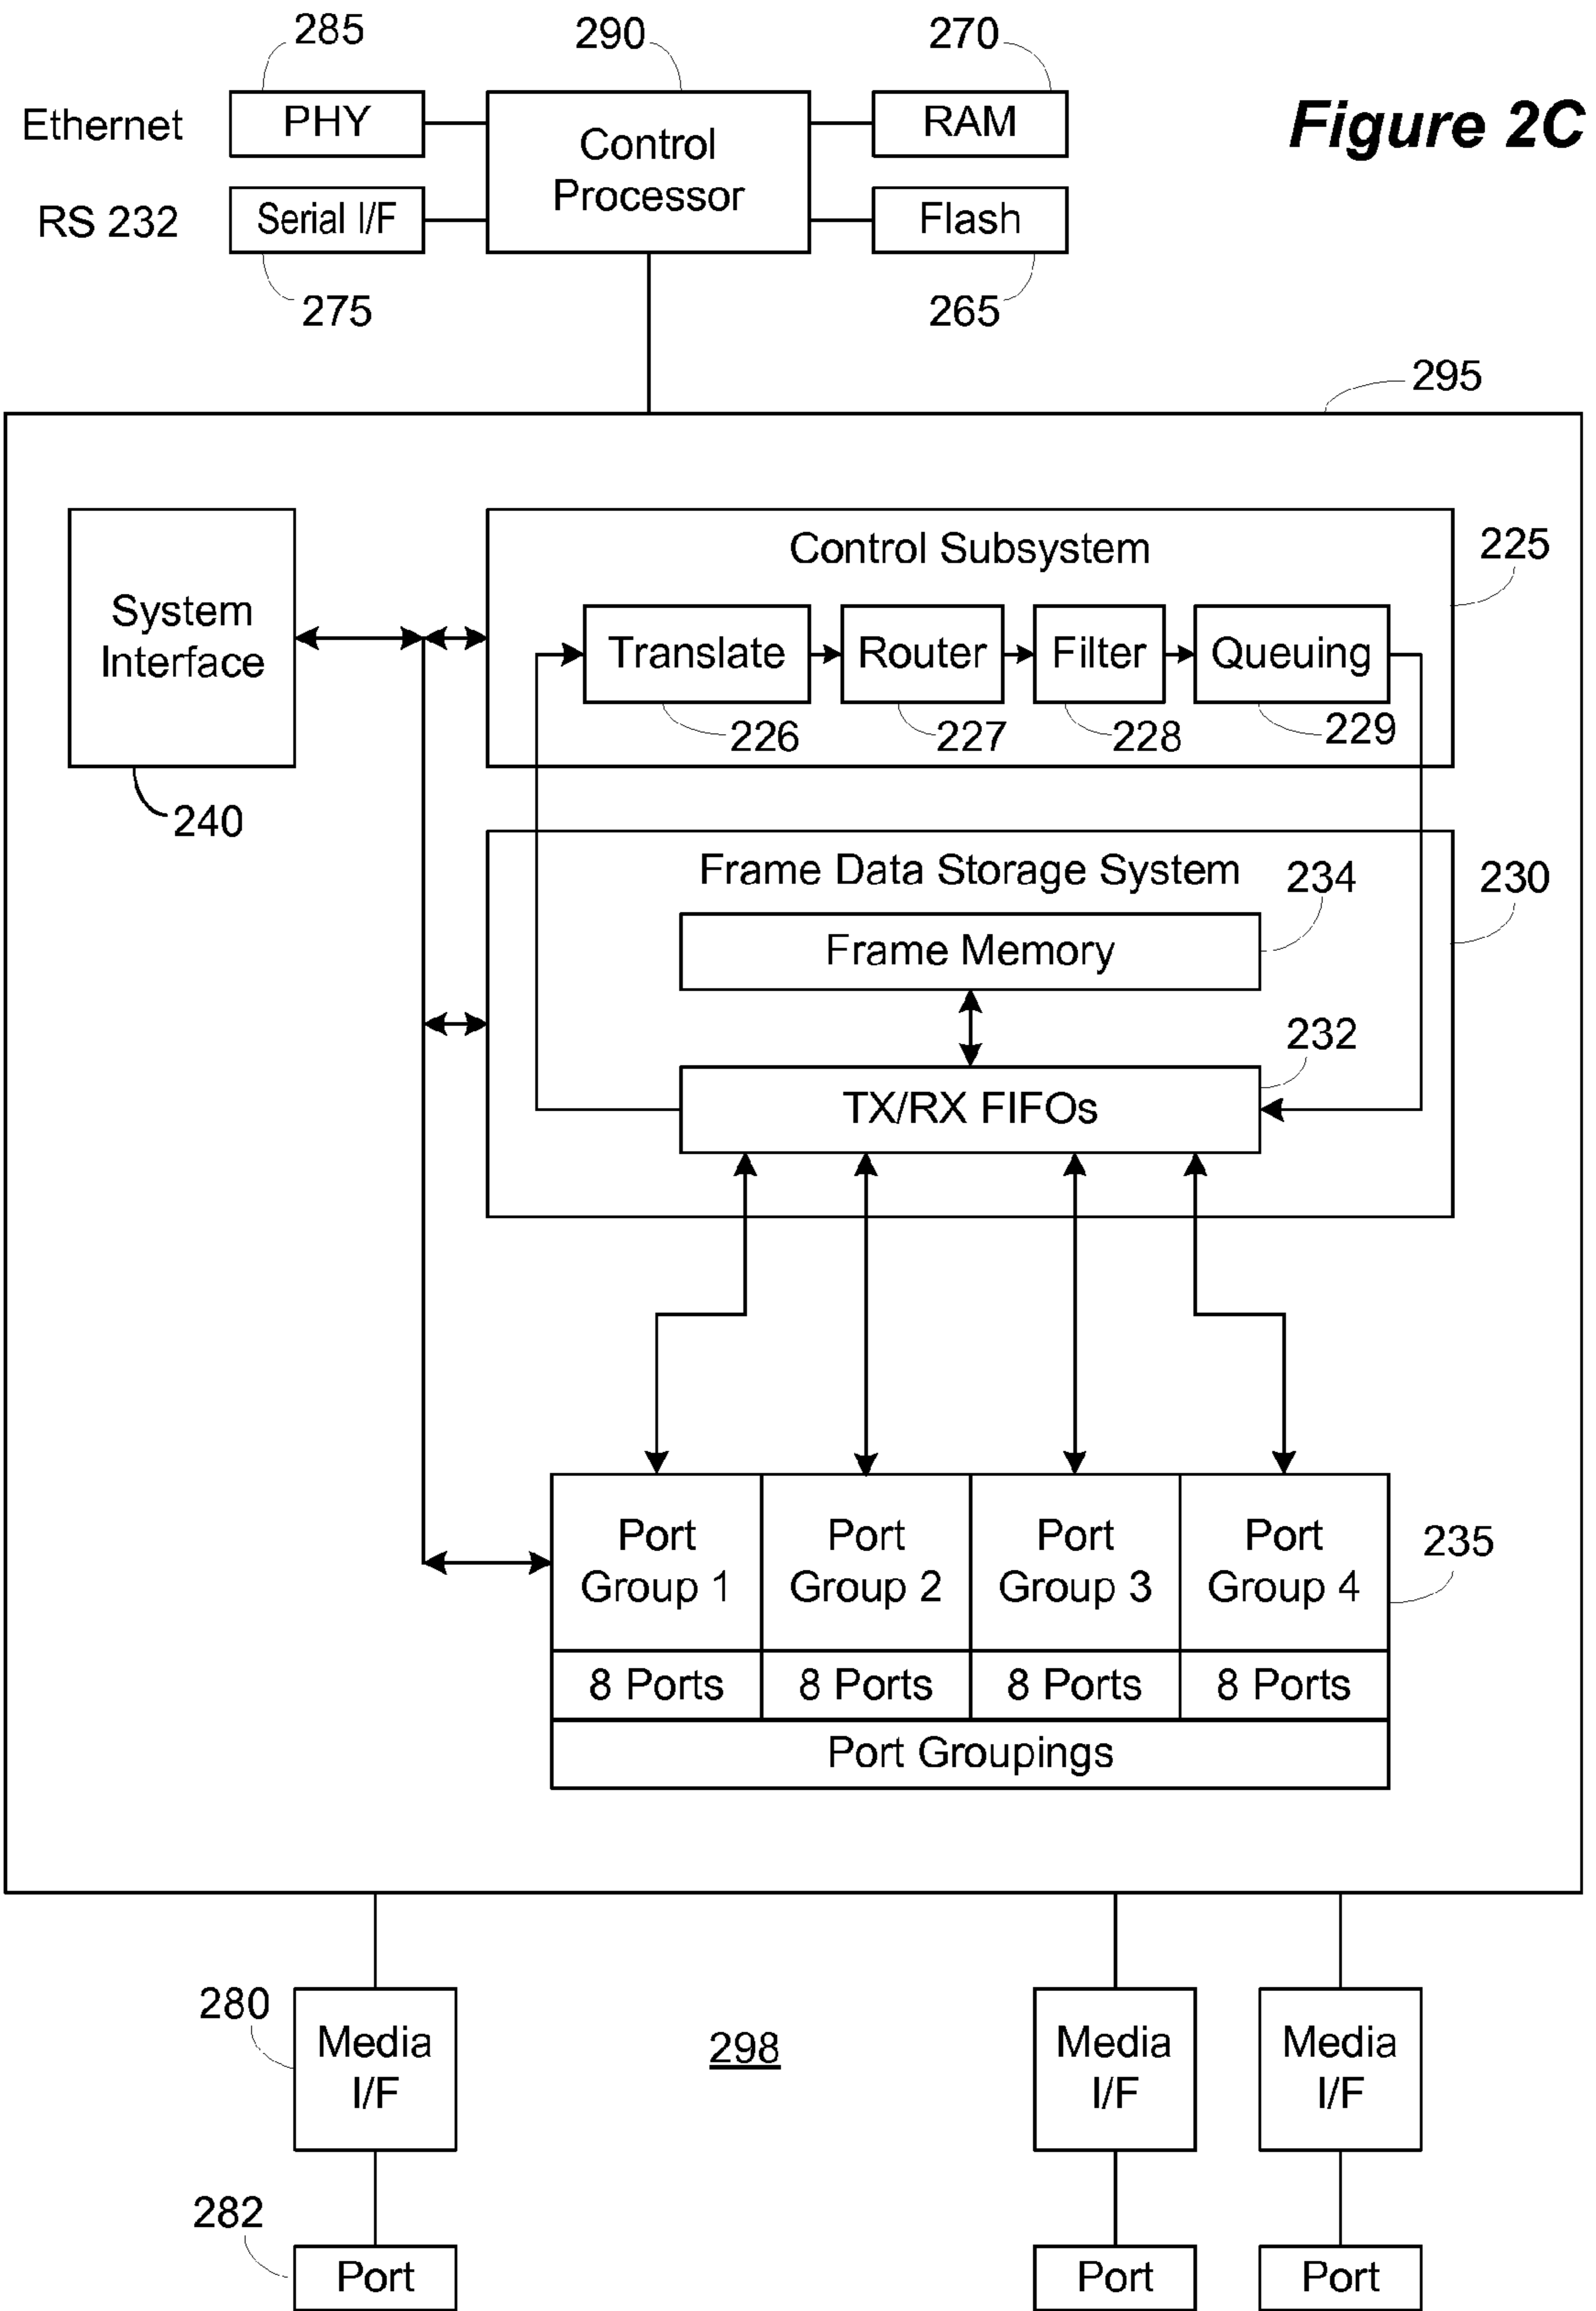 285
290
270
Figure 2C
Ethernet
PHY
Control
Processor
RAM
RS 232
Serial I/F
Flash
275
265
295
System
Interface
240
Control Subsystem
225
Translate
Router
Filter
Queuing
226
227
228
229
Frame Data Storage System
234
230
Frame Memory
232
TX/RX FIFOs
Port
Group 1
Port
Group 2
Port
Group 3
Port
Group 4
235
8 Ports
8 Ports
8 Ports
8 Ports
Port Groupings
280
Media
I/F
298
Media
I/F
Media
I/F
282
Port
Port
Port